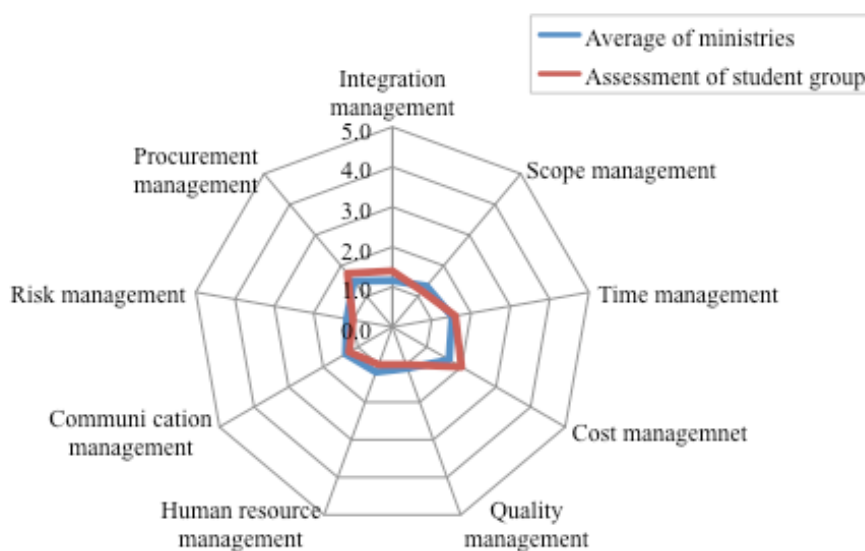 Average of ministries
Assessment of student group
Integration
management
5.0
4.0
3.0
2.0
1.0
0.0
Scope management
Time management
Cost managemnet
Quality
management
Human resource
management
Communi cation
management
Risk management
Procurement
management